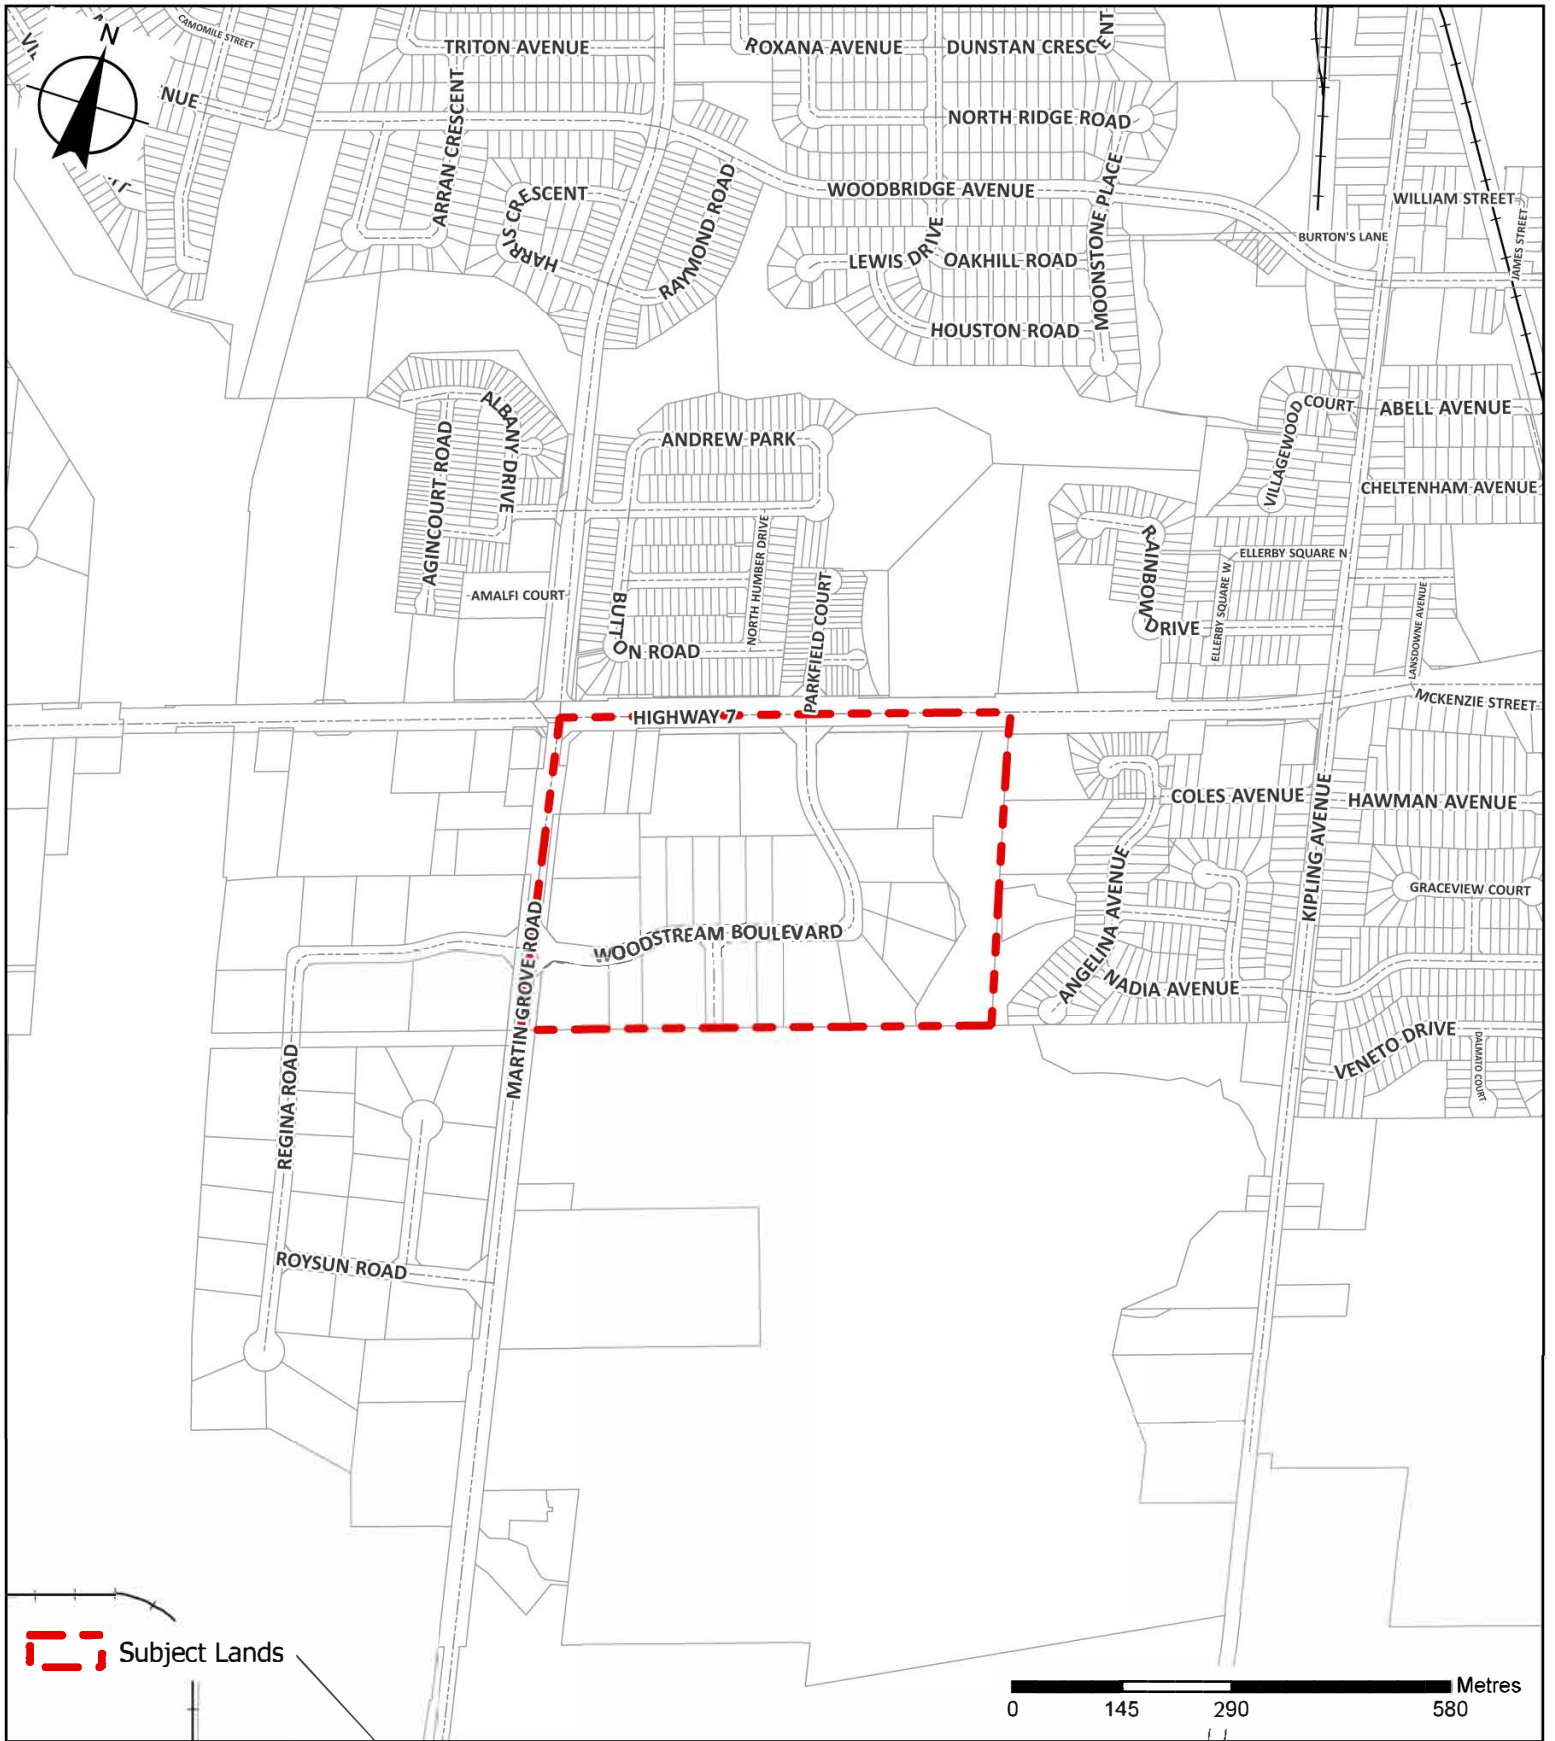 CAMOMILE STREET
N
NUE
TRITON AVENUE
ROXANA AVENUE
DUNSTAN CRESCENT
ARRAN CRESCENT
NORTH RIDGE ROAD
HARRIS CRESCENT
RAYMOND ROAD
WOODBRIDGE AVENUE
MOONSTONE PLACE
WILLIAM STREET
JAMES STREET
BURTON'S LANE
LEWIS DRIVE
OAKHILL ROAD
HOUSTON ROAD
ALBANY DRIVE
AGINCOURT ROAD
ANDREW PARK
VILLAGEWOOD COURT
ABELL AVENUE
CHELTENHAM AVENUE
NORTH HUMBER DRIVE
RAINBOW DRIVE
ELLERBY SQUARE N
ELLERBY SQUARE W
AMALFI COURT
BUTTON ROAD
PARKFIELD COURT
LANSDOWNE AVENUE
MCKENZIE STREET
HIGHWAY 7
COLES AVENUE
HAWMAN AVENUE
KIPLING AVENUE
ANGELINA AVENUE
GRACEVIEW COURT
WOODSTREAM BOULEVARD
MARTIN GROVE ROAD
NADIA AVENUE
VENETO DRIVE
DALMATO COURT
REGINA ROAD
ROYSUN ROAD
Subject Lands
Metres
0 145 290 580